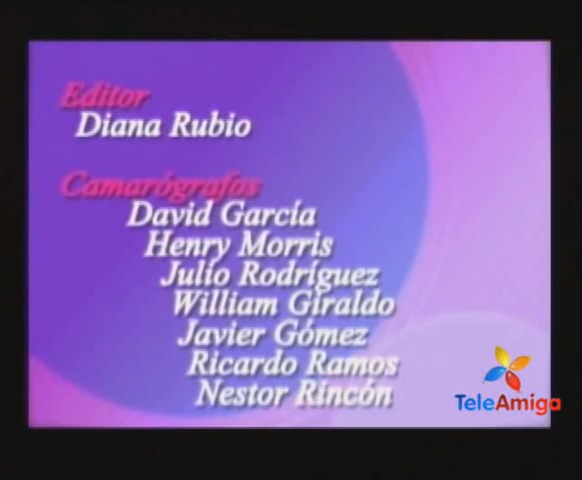 Editor
Diana Rubio
Camarógrafos
David García
Henry Morris
Julio Rodríguez
William Giraldo
Javier Gómez
Ricardo Ramos
Nestor Rincón
TeleAmiga